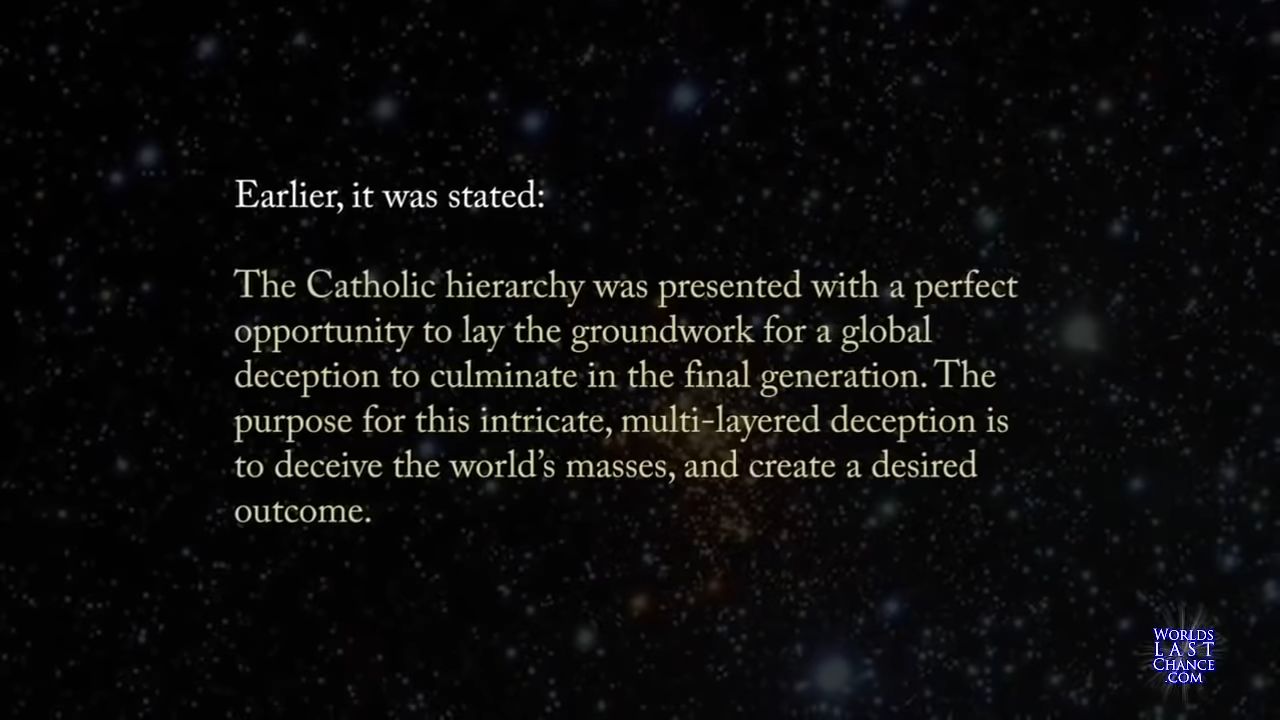 Earlier, it was stated:
The Catholic hierarchy was presented with a perfect
opportunity to lay the groundwork for a global
deception to culminate in the final generation. The
purpose for this intricate, multi-layered deception is
to deceive the world's masses, and create a desired
outcome.
WORLDS
LAST
CHANCE
.COM